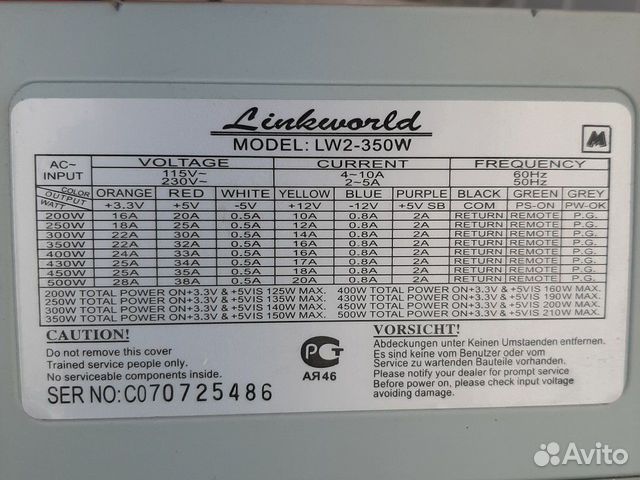 Linkworld
MODEL: LW2-350W
M
AC~ INPUT VOLTAGE CURRENT FREQUENCY
115V~ 4~10A 60Hz
230V~ 2~5A 50Hz
COLOR OUTPUT WATT ORANGE RED WHITE YELLOW BLUE PURPLE BLACK GREEN GREY
+3.3V +5V -5V +12V -12V +5V SB COM PS-ON PW-OK
200W 16A 20A 0.5A 10A 0.8A 2A RETURN REMOTE P.G.
250W 18A 25A 0.5A 12A 0.8A 2A RETURN REMOTE P.G.
300W 22A 30A 0.5A 14A 0.8A 2A RETURN REMOTE P.G.
350W 22A 32A 0.5A 16A 0.8A 2A RETURN REMOTE P.G.
400W 24A 33A 0.5A 16A 0.8A 2A RETURN REMOTE P.G.
430W 25A 34A 0.5A 17A 0.8A 2A RETURN REMOTE P.G.
450W 25A 35A 0.5A 18A 0.8A 2A RETURN REMOTE P.G.
500W 28A 38A 0.5A 20A 0.8A 2A RETURN REMOTE P.G.
200W TOTAL POWER ON+3.3V & +5VIS 125W MAX. 400W TOTAL POWER ON+3.3V & +5VIS 160W MAX.
250W TOTAL POWER ON+3.3V & +5VIS 135W MAX. 430W TOTAL POWER ON+3.3V & +5VIS 190W MAX.
300W TOTAL POWER ON+3.3V & +5VIS 140W MAX. 450W TOTAL POWER ON+3.3V & +5VIS 200W MAX.
350W TOTAL POWER ON+3.3V & +5VIS 150W MAX. 500W TOTAL POWER ON+3.3V & +5VIS 210W MAX.
CAUTION!
Do not remove this cover
Trained service people only.
No serviceable components inside.
SER NO: C070725486
РСТ
АЯ46
VORSICHT!
Abdeckungen unter Keinen Umstaenden entfernen.
Es sind keine vom Benutzer oder vom
Service zu wartenden Bauteile vorhanden.
Please notify your dealer for prompt service
POWER ON, please check input voput voltage
avoiding damage.
Avito